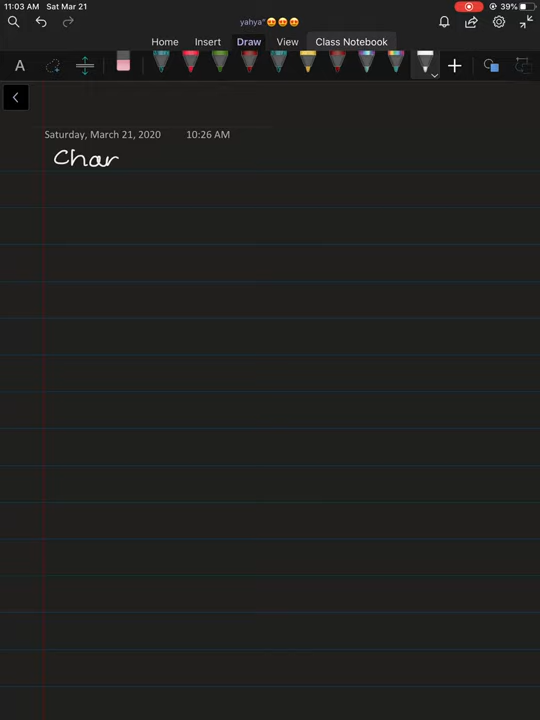 11:03 AM Sat Mar 21 39%
yahya"😍😍😍
Home Insert Draw View Class Notebook
A
Saturday, March 21, 2020 10:26 AM
Char